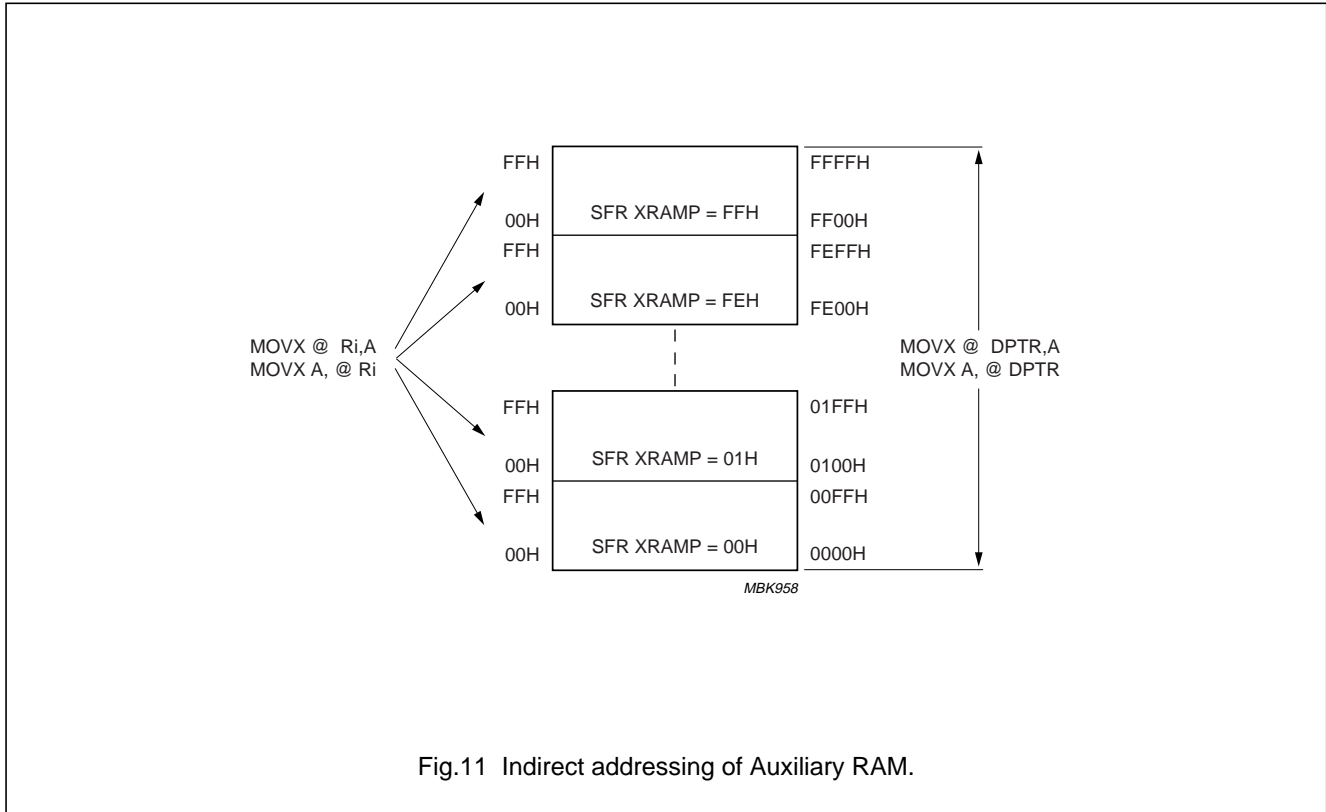 FFH
FFFFH
SFR XRAMP = FFH
00H
FF00H
FFH
FEFFH
SFR XRAMP = FEH
00H
FE00H
MOVX @ Ri,A
MOVX A, @ Ri
MOVX @ DPTR,A
MOVX A, @ DPTR
FFH
01FFH
SFR XRAMP = 01H
00H
0100H
FFH
00FFH
SFR XRAMP = 00H
00H
0000H
MBK958
Fig.11 Indirect addressing of Auxiliary RAM.